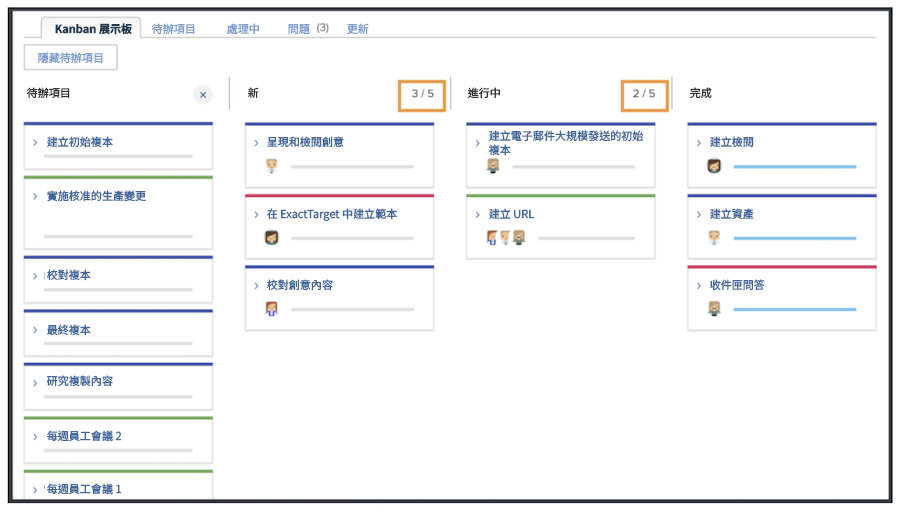 Kanban 展示板 待辦項目 處理中 問題 (3) 更新
隱藏待辦項目
待辦項目 ×
建立初始複本
實施核准的生產變更
校對複本
最終複本
研究複製內容
每週員工會議 2
每週員工會議 1
新 3 / 5
呈現和檢閱創意
在 ExactTarget 中建立範本
校對創意內容
進行中 2 / 5
建立電子郵件大規模發送的初始
複本
建立 URL
完成
建立檢閱
建立資產
收件匣問答